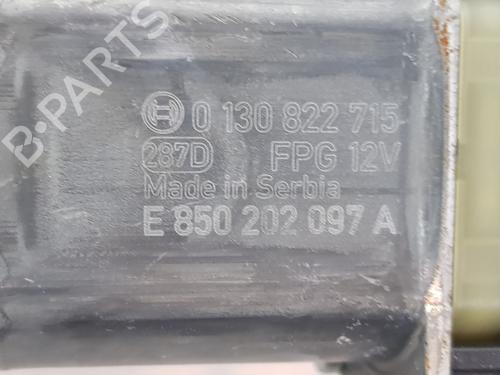 B-PARTS
0 130 822 715
287D FPG 12V
Made in Serbia
E 850 202 097 A